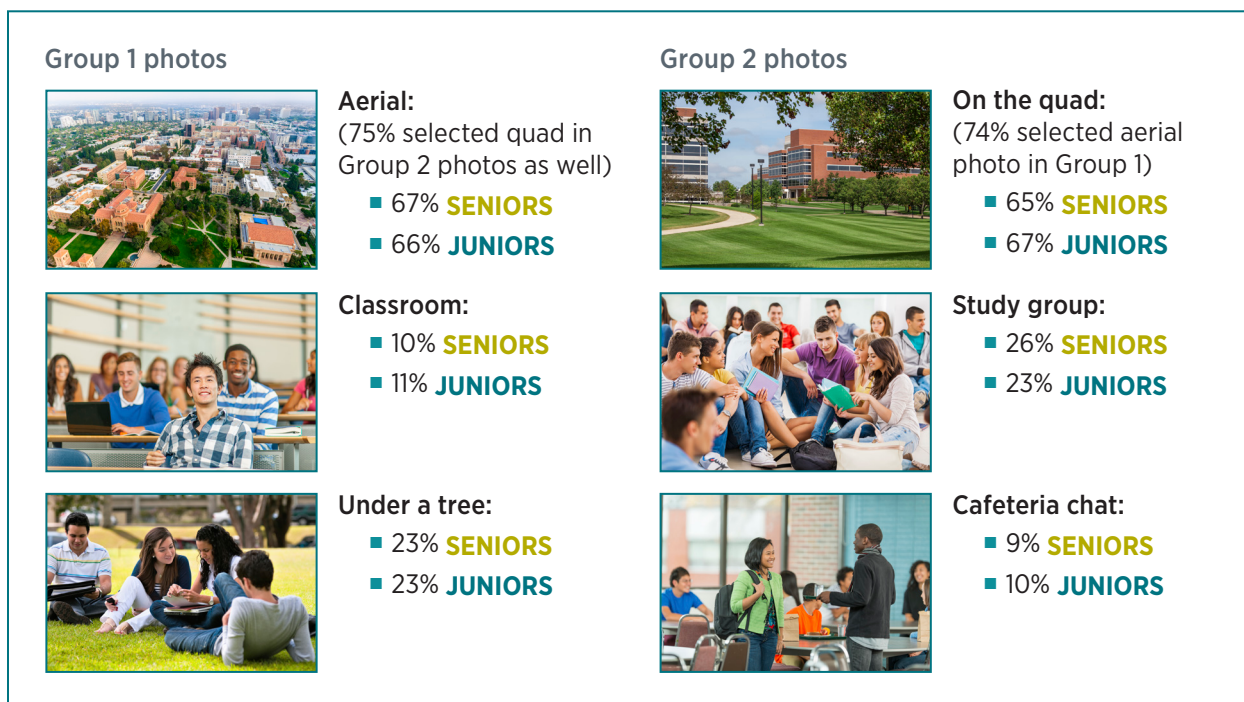 Group 1 photos
Aerial:
(75% selected quad in
Group 2 photos as well)
■ 67% SENIORS
■ 66% JUNIORS
Classroom:
■ 10% SENIORS
■ 11% JUNIORS
Under a tree:
■ 23% SENIORS
■ 23% JUNIORS
Group 2 photos
On the quad:
(74% selected aerial
photo in Group 1)
■ 65% SENIORS
■ 67% JUNIORS
Study group:
■ 26% SENIORS
■ 23% JUNIORS
Cafeteria chat:
■ 9% SENIORS
■ 10% JUNIORS